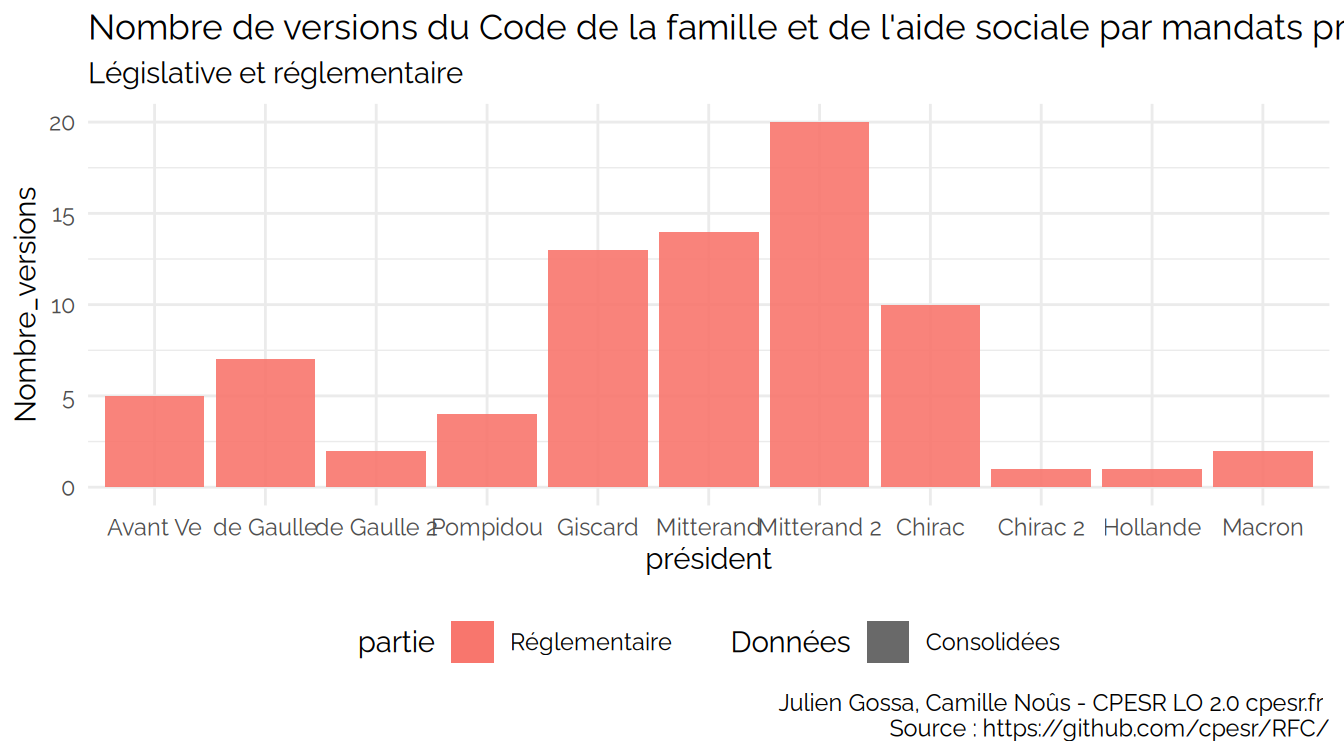 Nombre de versions du Code de la famille et de l'aide sociale par mandats pr
Législative et réglementaire
Nombre_versions
20
15
10
5
0
Avant Ve de Gaulle de Gaulle 2 Pompidou Giscard Mitterand Mitterand 2 Chirac Chirac 2 Hollande Macron
président
partie Réglementaire Données Consolidées
Julien Gossa, Camille Noûs - CPESR LO 2.0 cpesr.fr
Source : https://github.com/cpesr/RFC/